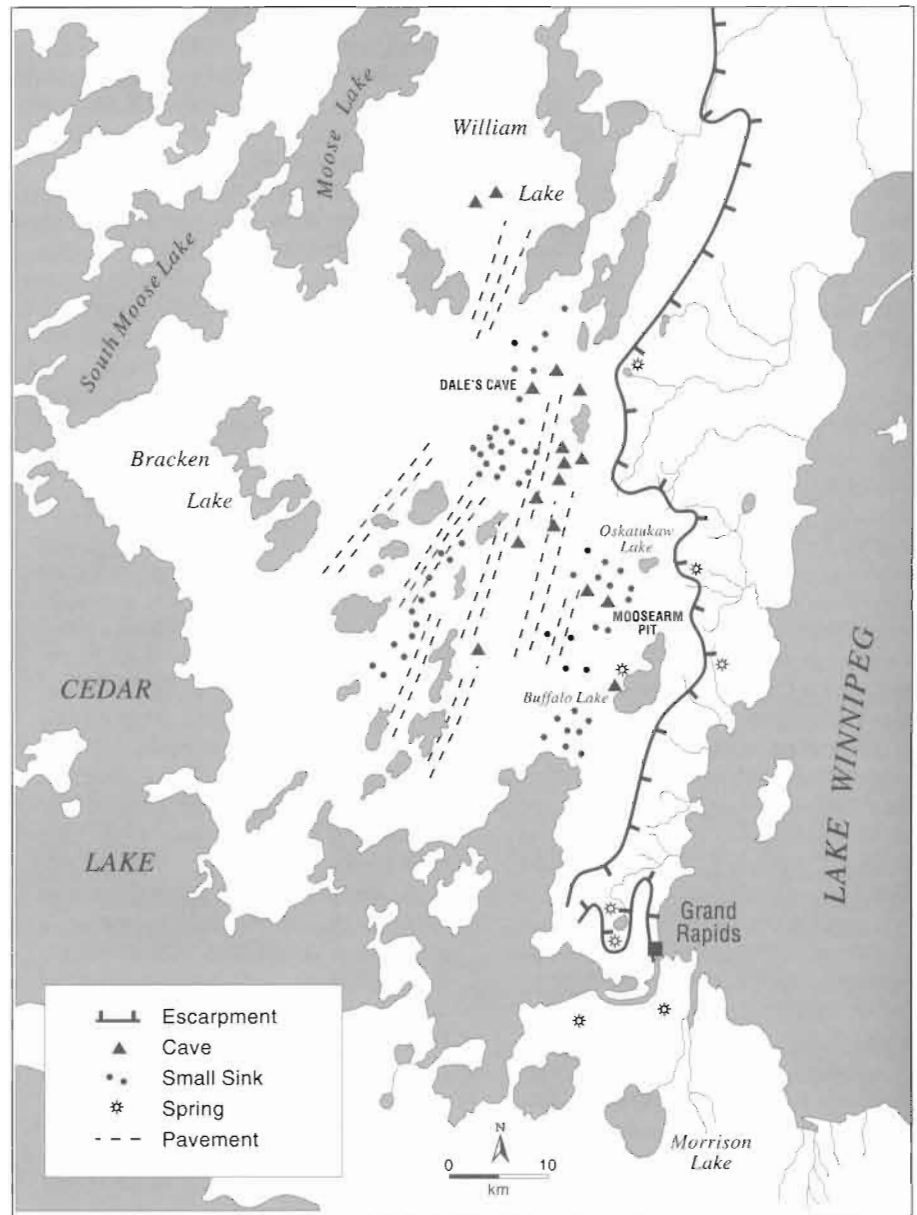 Moose Lake
William
Lake
South Moose Lake
DALE'S CAVE
Bracken
Lake
Oskatukaw
Lake
MOOSEARM
PIT
CEDAR
LAKE
Buffalo Lake
LAKE WINNIPEG
Grand
Rapids
Escarpment
Cave
Small Sink
Spring
Pavement
N
0 10
km
Morrison
Lake